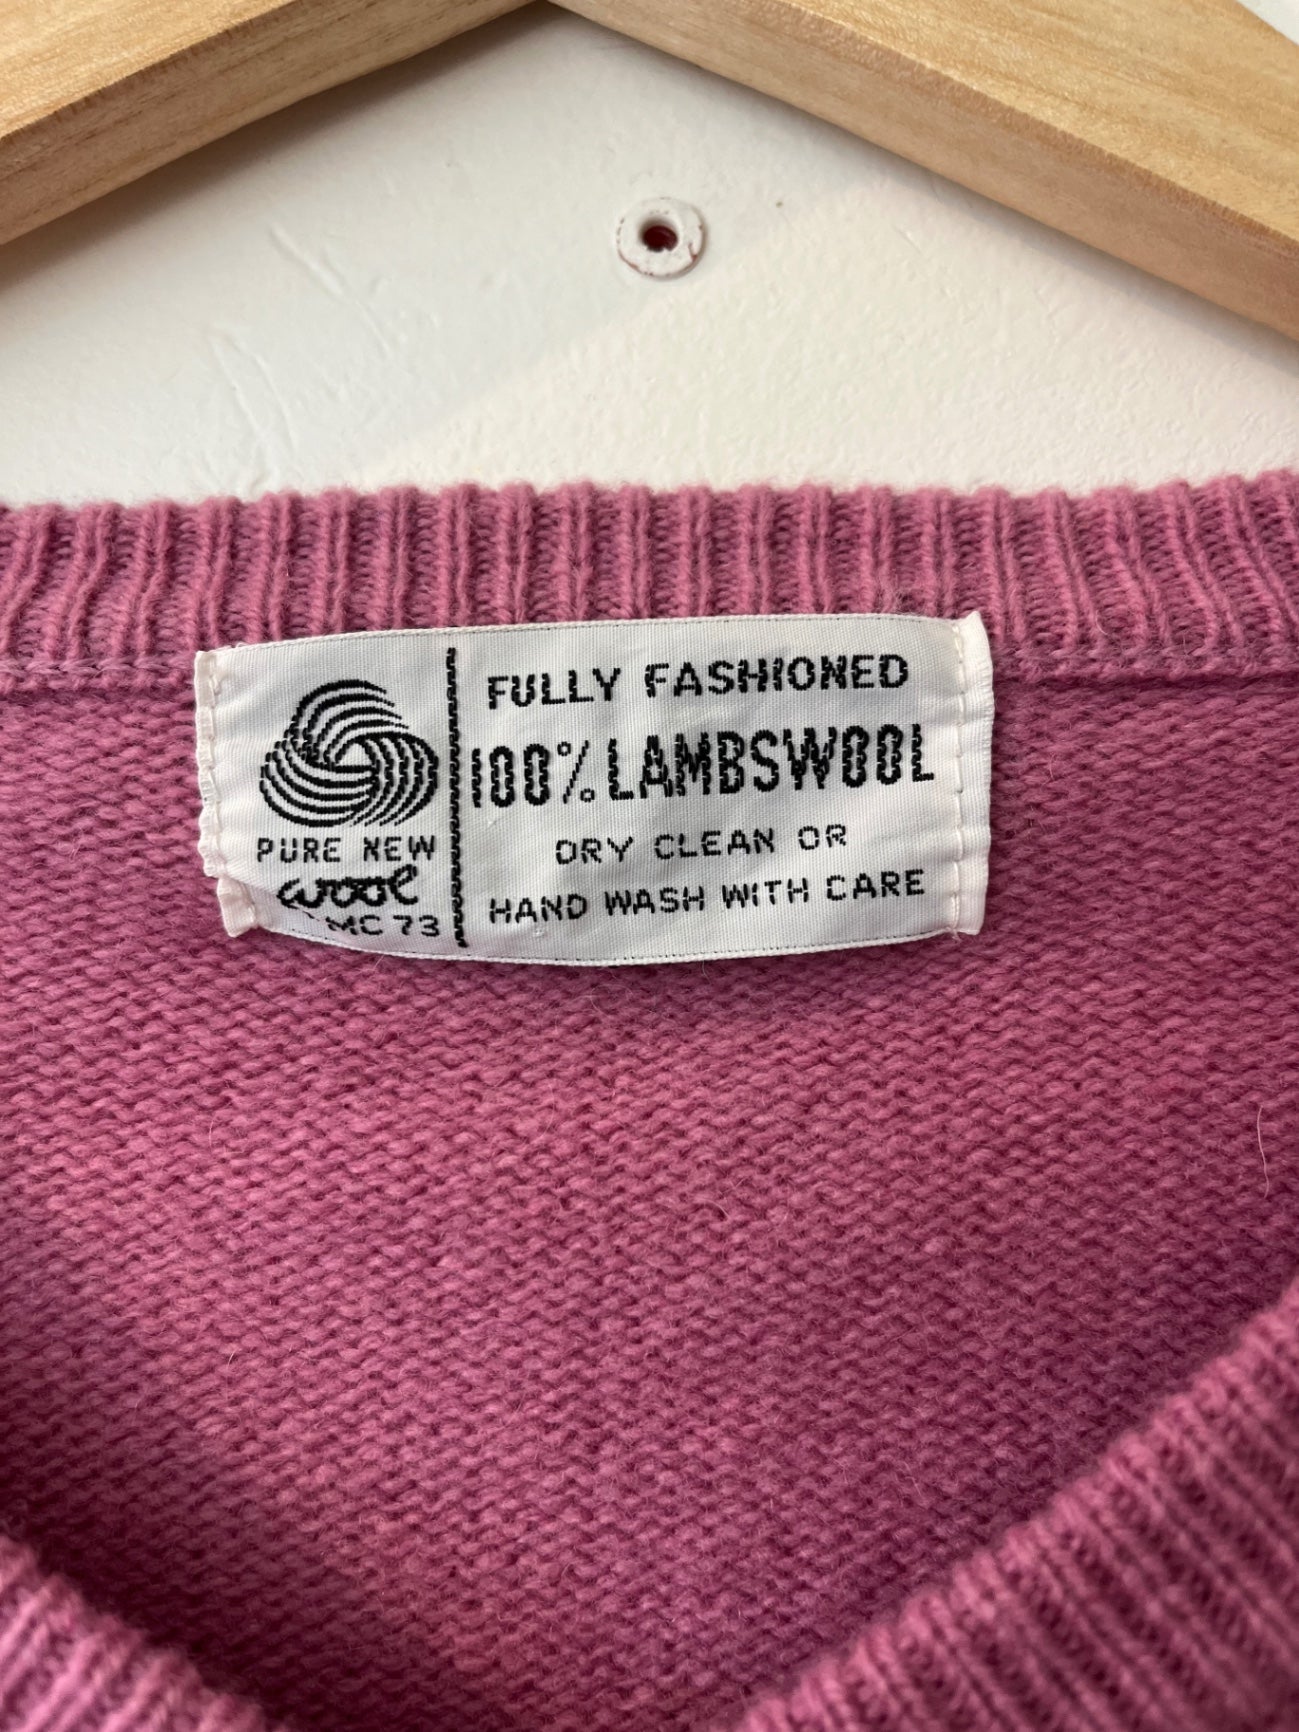 PURE NEW
wool
MC 73
FULLY FASHIONED
100% LAMBSWOOL
DRY CLEAN OR
HAND WASH WITH CARE